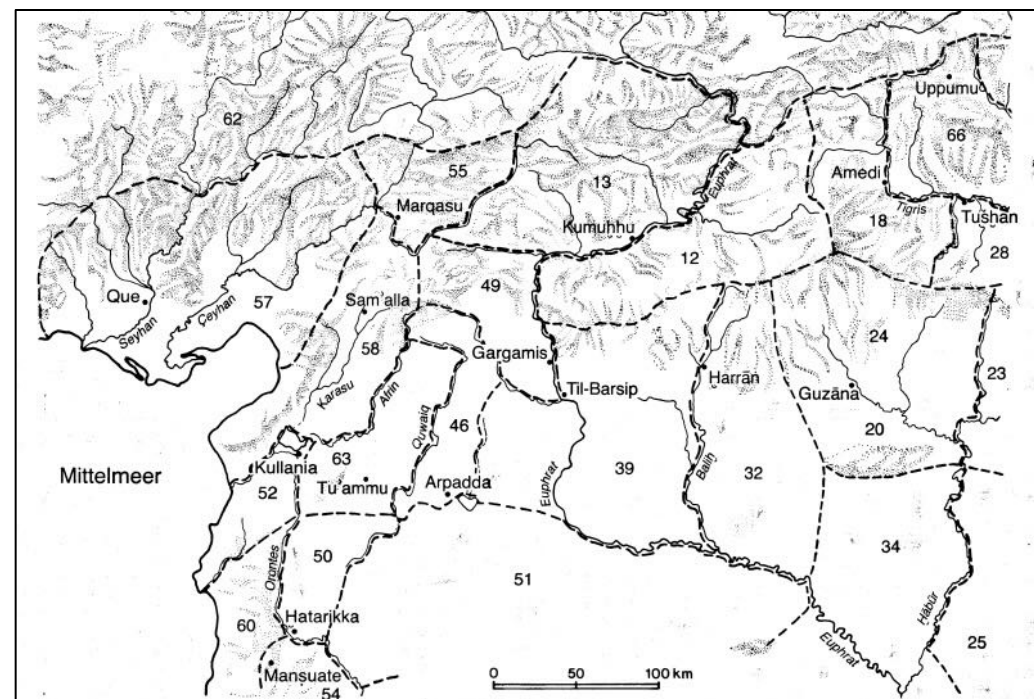 Uppumu
62
66
55
13
Euphrat
Amedi
Marqasu
Tigris
Kumuhhu
18
Tušhan
12
28
Que
57
49
Sam'alla
Seyhan
Çeyhan
24
58
Gargamis
Harrān
23
Karasu
Afrin
Til-Barsip
Guzāna
Quwaiq
46
20
Mittelmeer
Kullania
63
39
Balih
32
52
Tu'ammu
Arpadda
Euphrat
50
34
51
Orontes
Hābūr
60
Hatarikka
Euphrat
25
Mansuate
0 50 100 km
54